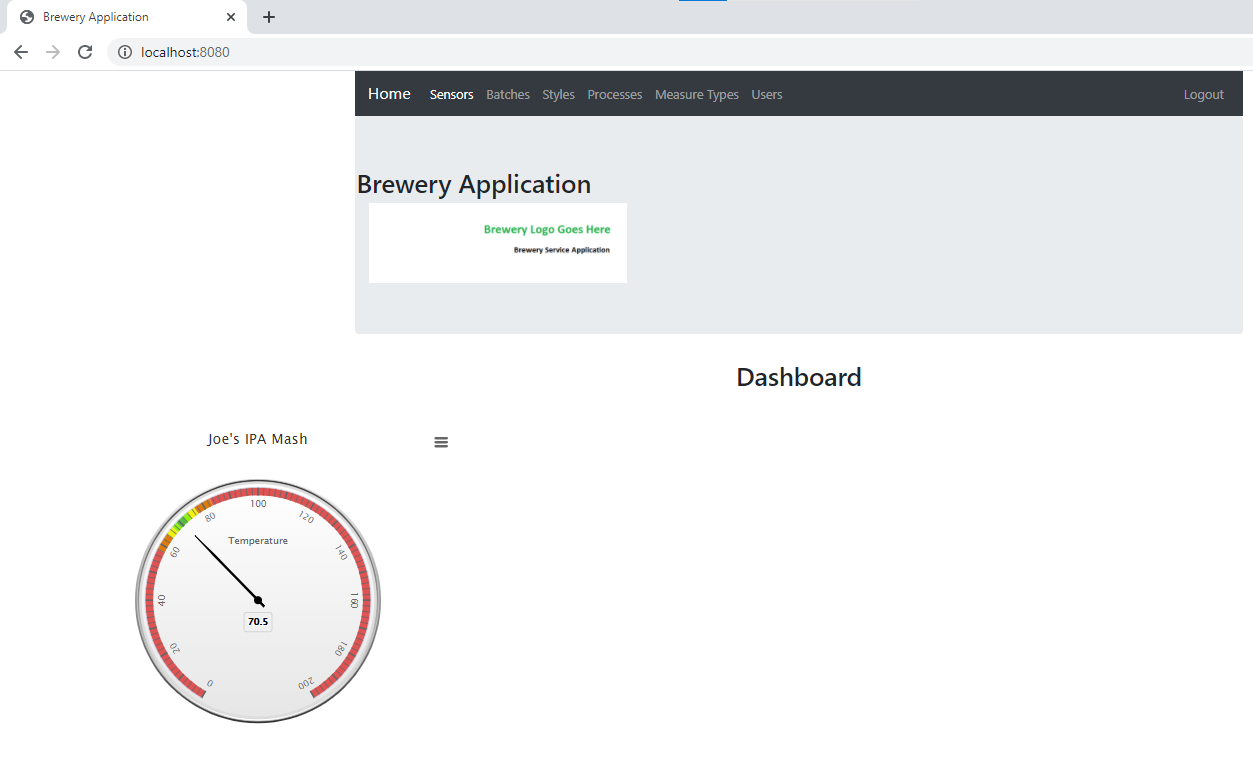 Brewery Application
localhost:8080
Home Sensors Batches Styles Processes Measure Types Users Logout
Brewery Application
Brewery Logo Goes Here
Brewery Service Application
Dashboard
Joe's IPA Mash
0 20 40 60 80 100 120 140 160 180 200
Temperature
70.5